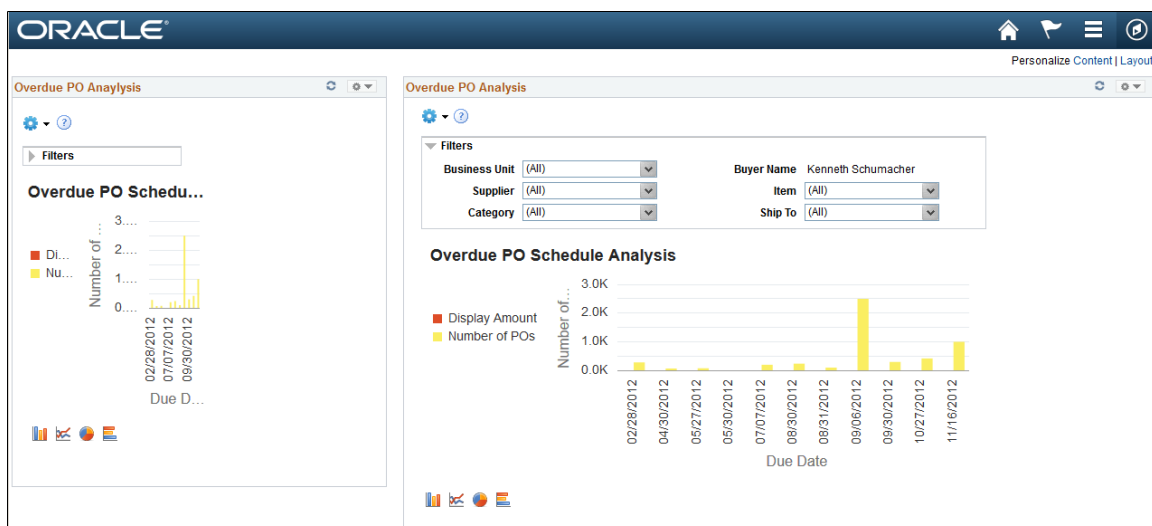 ORACLE®
Personalize Content | Layout
Overdue PO Anaylysis
Filters
Overdue PO Schedu...
3....
2....
1....
0....
Number of ...
Di...
Nu...
02/28/2012
07/07/2012
09/30/2012
Due D...
Overdue PO Analysis
Filters
Business Unit (All)
Buyer Name Kenneth Schumacher
Supplier (All)
Item (All)
Category (All)
Ship To (All)
Overdue PO Schedule Analysis
3.0K
2.0K
1.0K
0.0K
Number of...
Display Amount
Number of POs
02/28/2012
04/30/2012
05/27/2012
05/30/2012
07/07/2012
08/30/2012
08/31/2012
09/06/2012
09/30/2012
10/27/2012
11/16/2012
Due Date